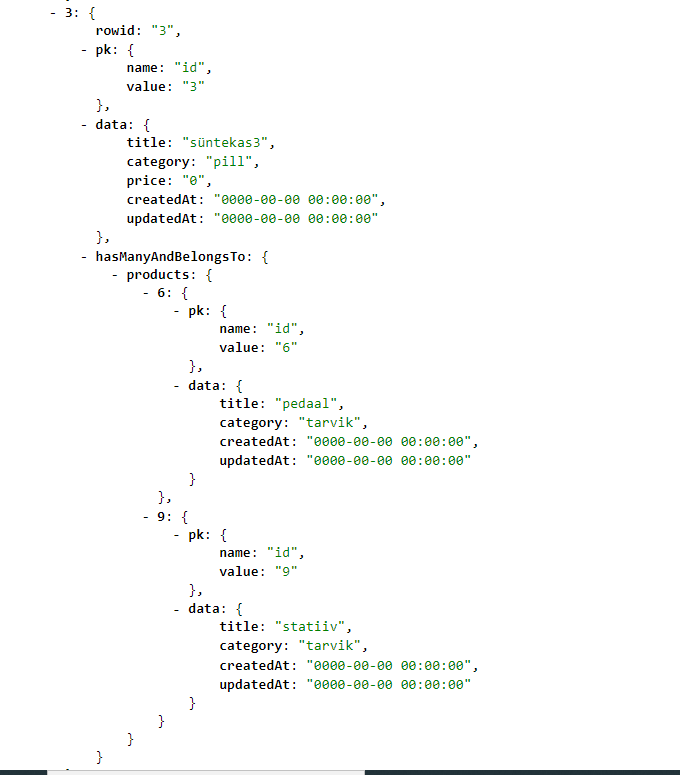 - 3: {
rowid: "3",
- pk: {
name: "id",
value: "3"
},
- data: {
title: "süntekas3",
category: "pill",
price: "0",
createdAt: "0000-00-00 00:00:00",
updatedAt: "0000-00-00 00:00:00"
},
- hasManyAndBelongsTo: {
- products: {
- 6: {
- pk: {
name: "id",
value: "6"
},
- data: {
title: "pedaal",
category: "tarvik",
createdAt: "0000-00-00 00:00:00",
updatedAt: "0000-00-00 00:00:00"
}
},
- 9: {
- pk: {
name: "id",
value: "9"
},
- data: {
title: "statiiv",
category: "tarvik",
createdAt: "0000-00-00 00:00:00",
updatedAt: "0000-00-00 00:00:00"
}
}
}
}